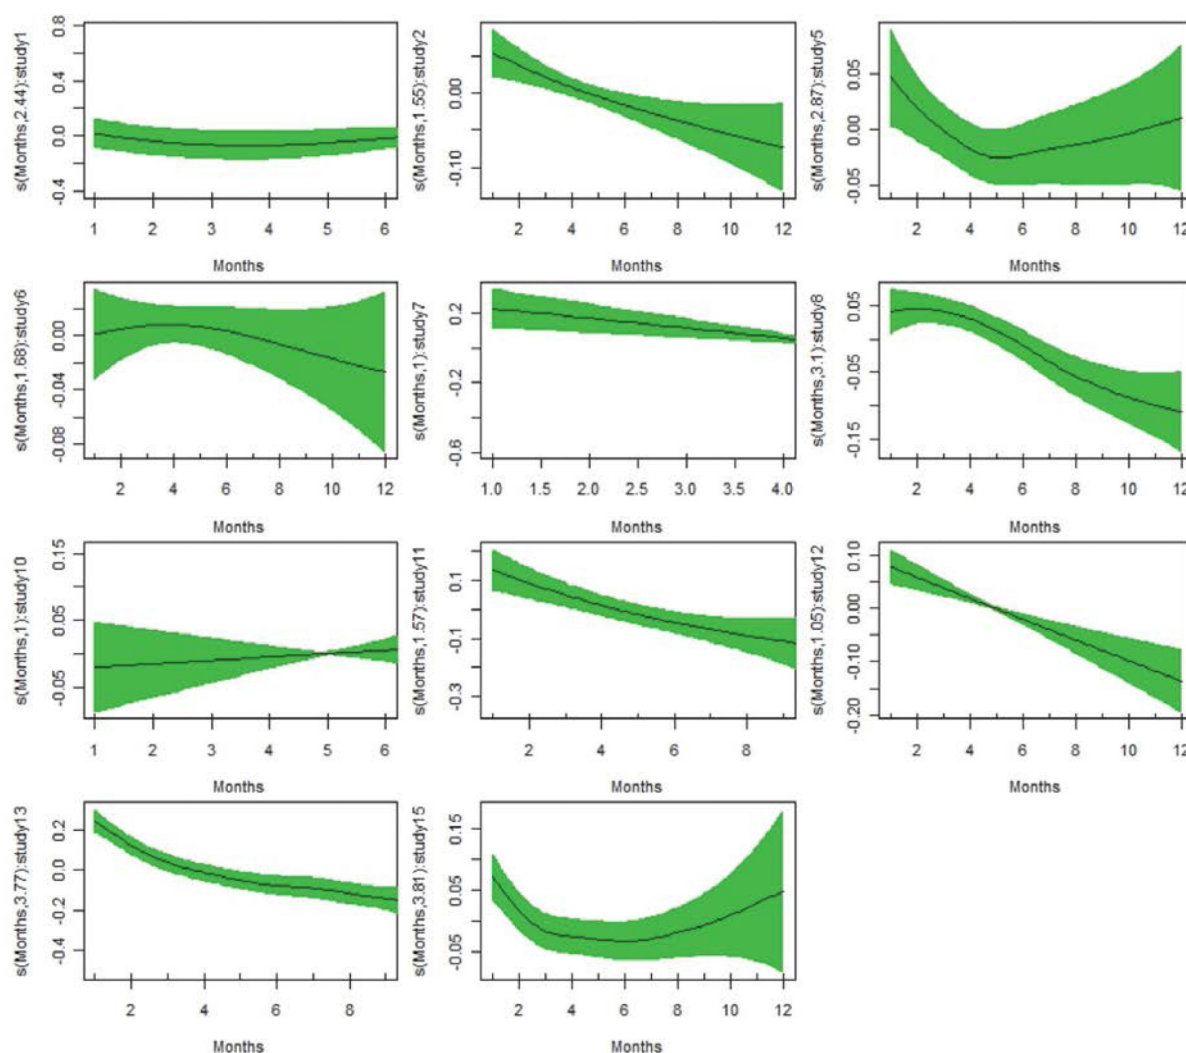 s(Months,2.44):study1
0.8
0.4
0.0
-0.4
1 2 3 4 5 6
Months
s(Months,1.55):study2
0.00
-0.10
2 4 6 8 10 12
Months
s(Months,2.87):study5
0.05
0.00
-0.05
2 4 6 8 10 12
Months
s(Months,1.68):study6
0.00
-0.04
-0.08
2 4 6 8 10 12
Months
s(Months,1):study7
0.2
-0.2
-0.6
1.0 1.5 2.0 2.5 3.0 3.5 4.0
Months
s(Months,3.1):study8
0.05
-0.05
-0.15
2 4 6 8 10 12
Months
s(Months,1):study10
0.15
0.05
-0.05
1 2 3 4 5 6
Months
s(Months,1.57):study11
0.1
-0.1
-0.3
2 4 6 8
Months
s(Months,1.05):study12
0.10
0.00
-0.10
-0.20
2 4 6 8 10 12
Months
s(Months,3.77):study13
0.2
0.0
-0.2
-0.4
2 4 6 8
Months
s(Months,3.81):study15
0.15
0.05
-0.05
2 4 6 8 10 12
Months